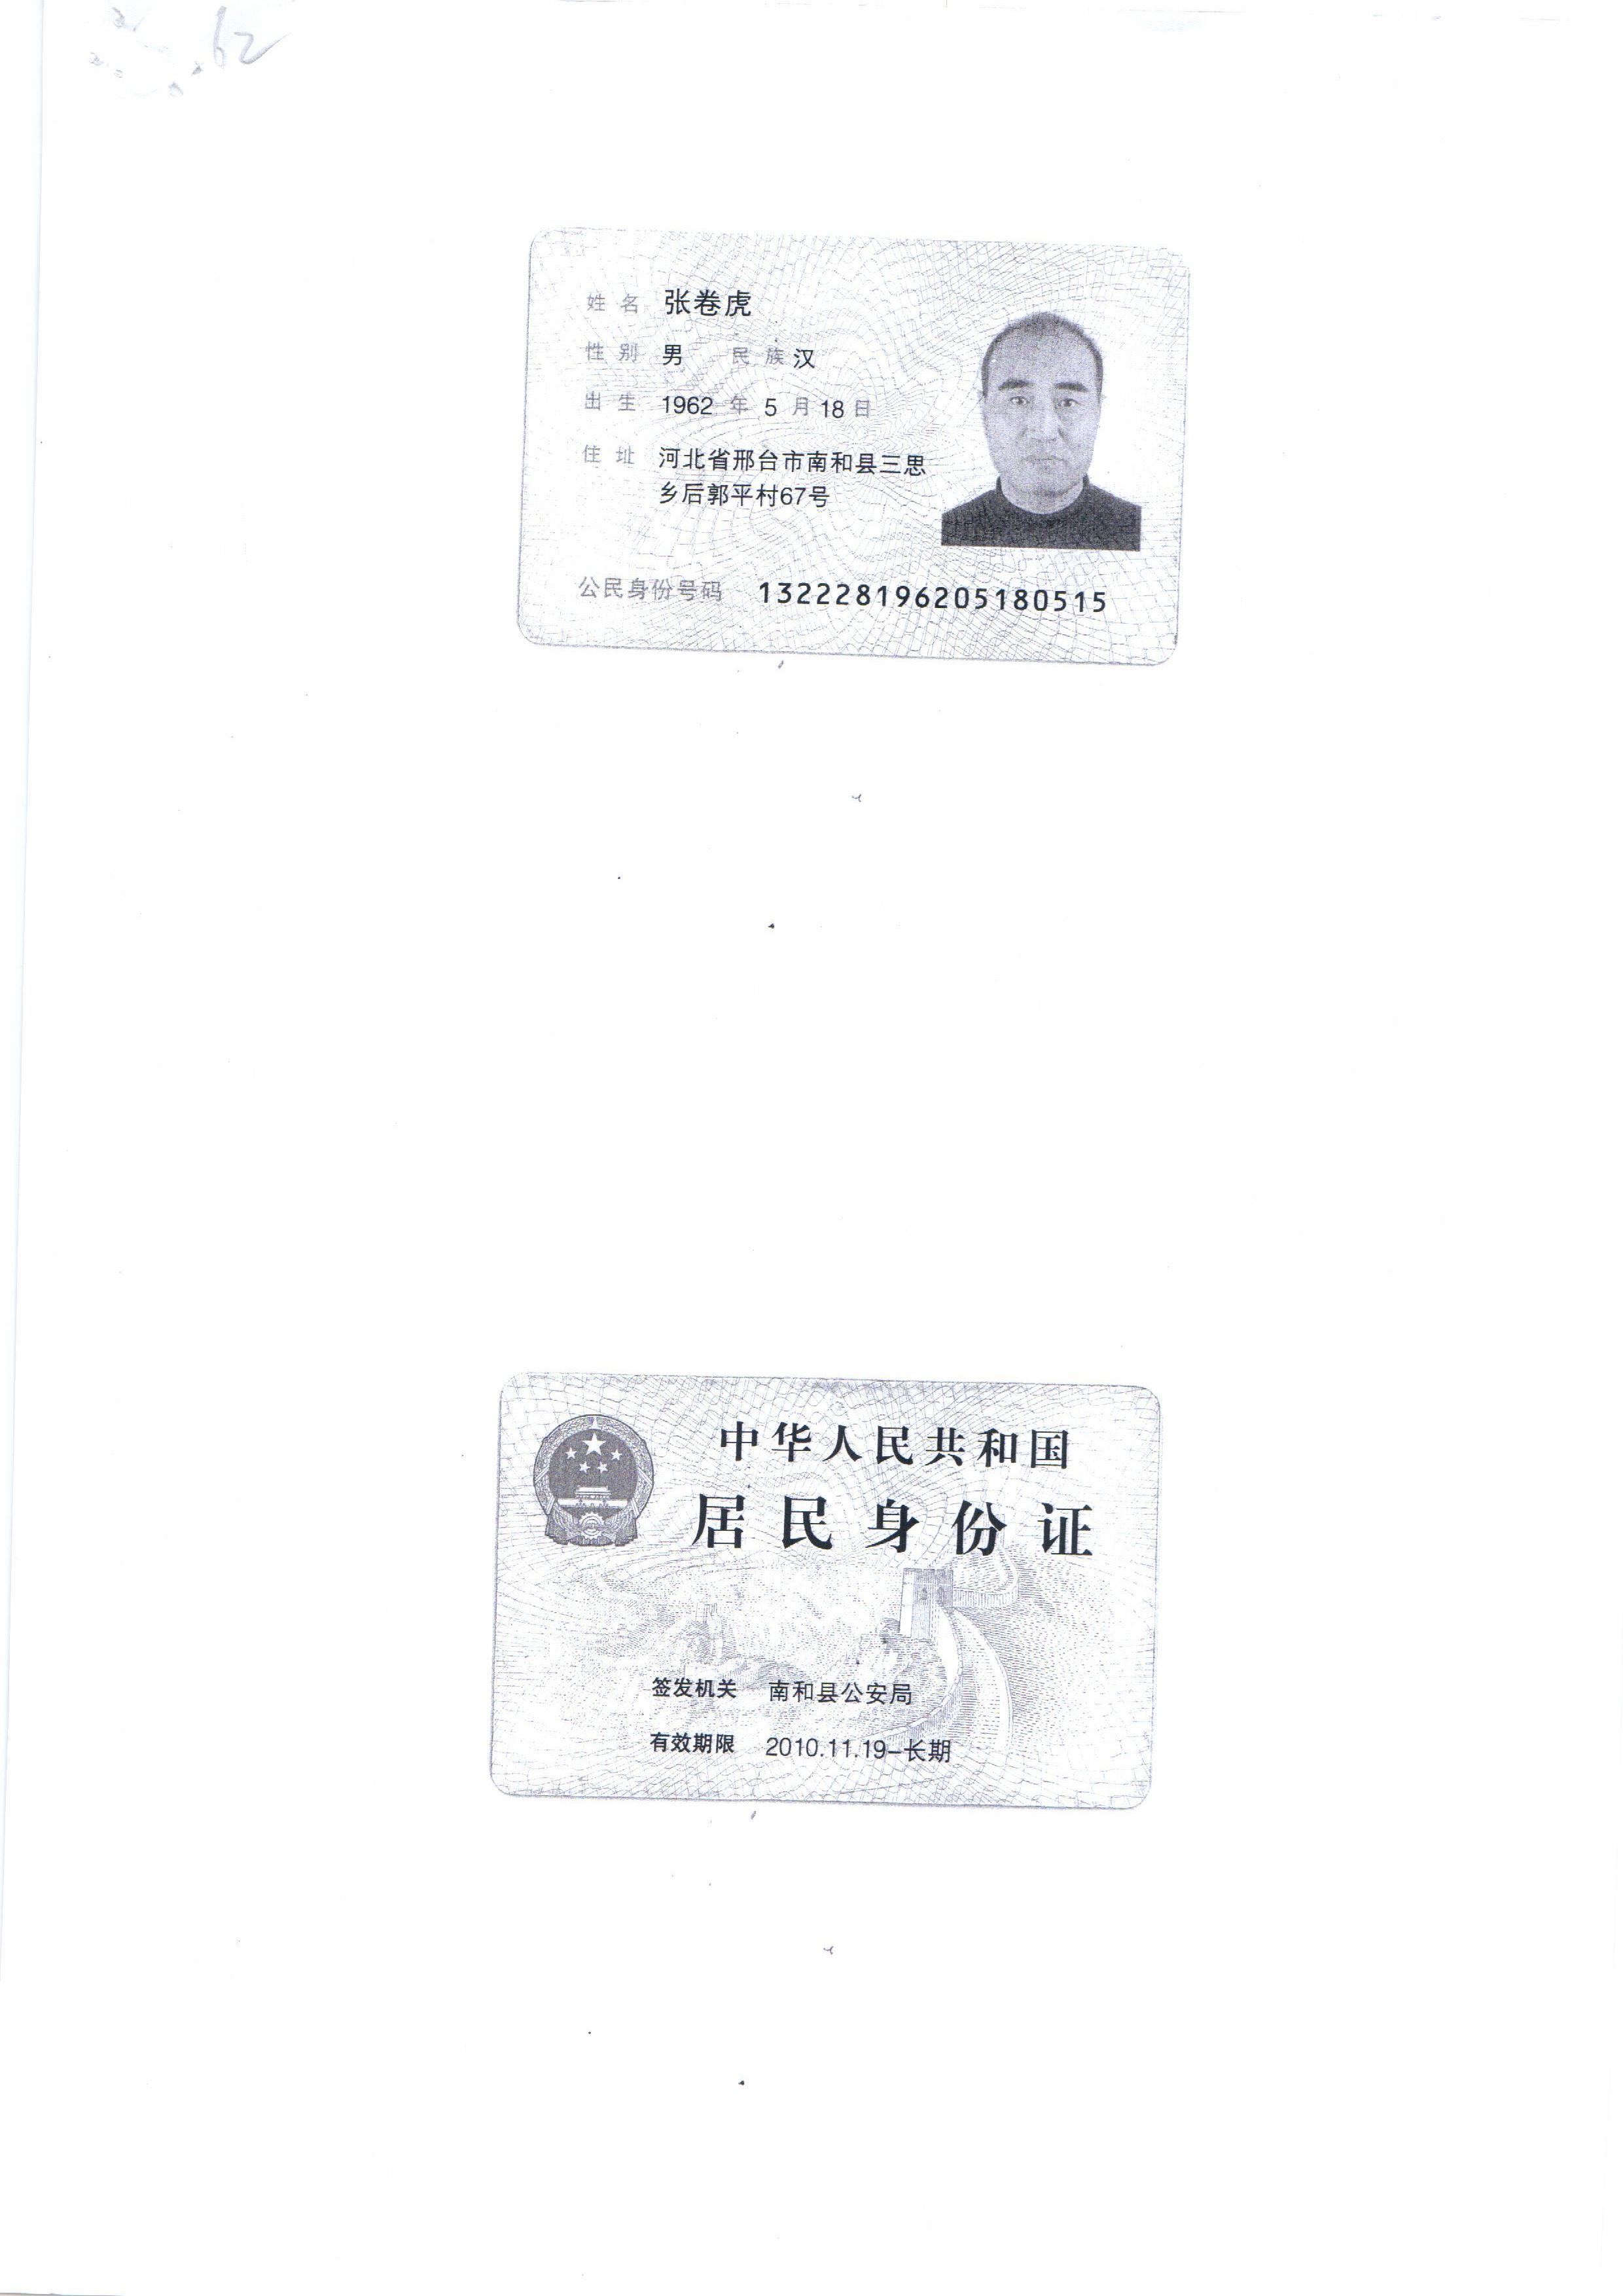 62
姓名 张卷虎
性别 男 民族 汉
出生 1962 年 5 月 18 日
住址 河北省邢台市南和县三思
乡后郭平村67号
公民身份号码 132228196205180515
中华人民共和国
居民身份证
签发机关 南和县公安局
有效期限 2010.11.19-长期